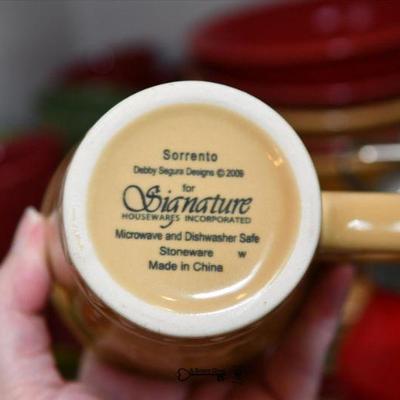 Sorrento
Debby Segura Designs © 2009
for
Signature
HOUSEWARES INCORPORATED
Microwave and Dishwasher Safe
Stoneware w
Made in China